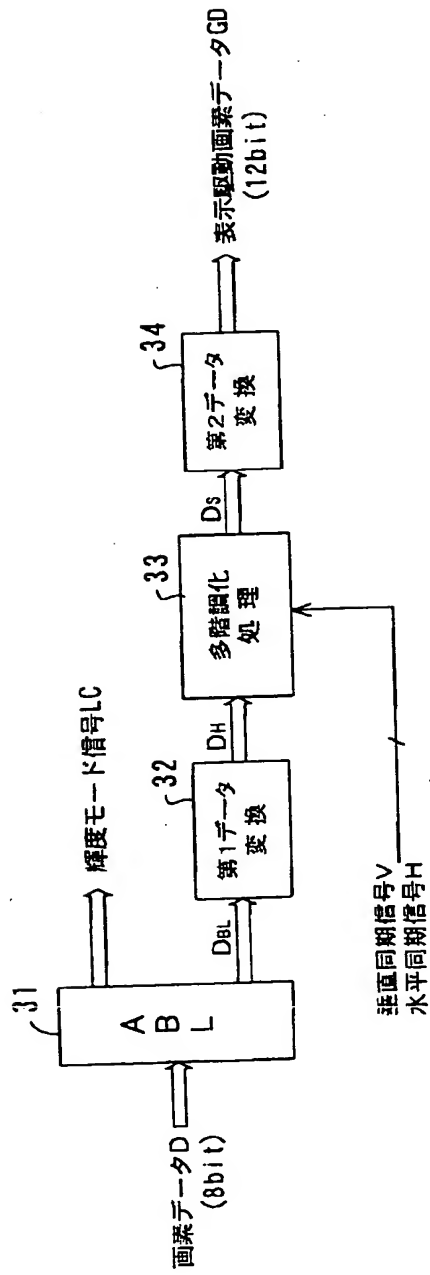 画素データD
(8bit)
31
ABL
輝度モード信号LC
DBL
32
第1データ
変換
DH
33
多階調化
処理
垂直同期信号V
水平同期信号H
DS
34
第2データ
変換
表示駆動画素データGD
(12bit)